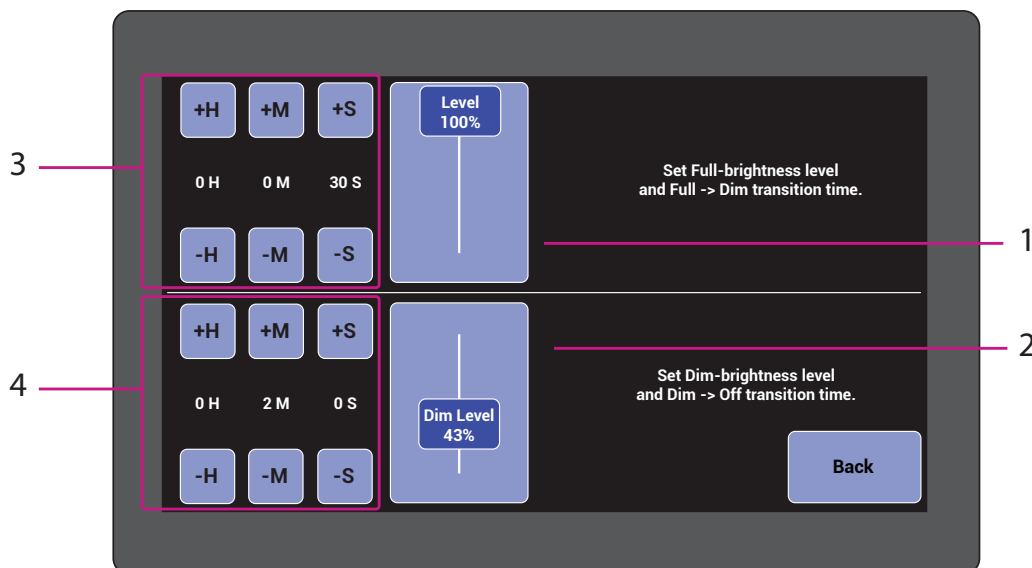 +H +M +S
Level
100%
3
0 H 0 M 30 S
Set Full-brightness level
and Full -> Dim transition time.
-H -M -S
1
+H +M +S
2
4
0 H 2 M 0 S
Set Dim-brightness level
and Dim -> Off transition time.
Dim Level
43%
-H -M -S
Back